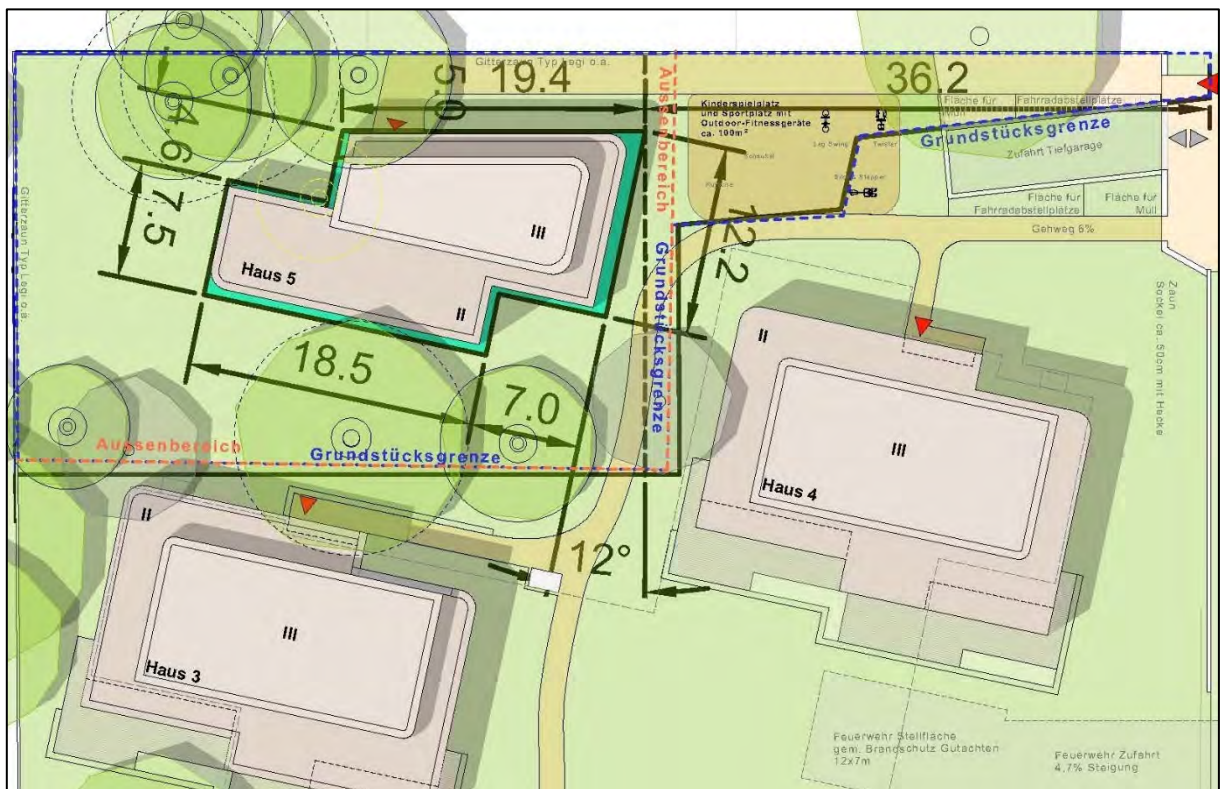 Gitterzaun Typ Legi o.a.
19.4
36.2
5.0
4.6
Aussenbereich
Kinderspielplatz
und Sportplatz mit
Outdoor-Fitnessgeräte
ca. 100m²
Leg Swing
Twister
Schaukel
Fläche für
Müll
Fahrradabstellplätze
Grundstücksgrenze
Zufahrt Tiefgarage
Fläche für
Fahrradabstellplätze
Fläche für
Müll
Gehweg 6%
7.5
12.2
Gitterzaun Typ Legi o.a.
III
Haus 5
II
Grundstücksgrenze
Zaun
Sockel ca. 50cm mit Hecke
18.5
7.0
II
III
Haus 4
Aussenbereich
Grundstücksgrenze
II
12°
III
Haus 3
Feuerwehr Stellfläche
gem. Brandschutz Gutachten
12x7m
Feuerwehr Zufahrt
4,7% Steigung